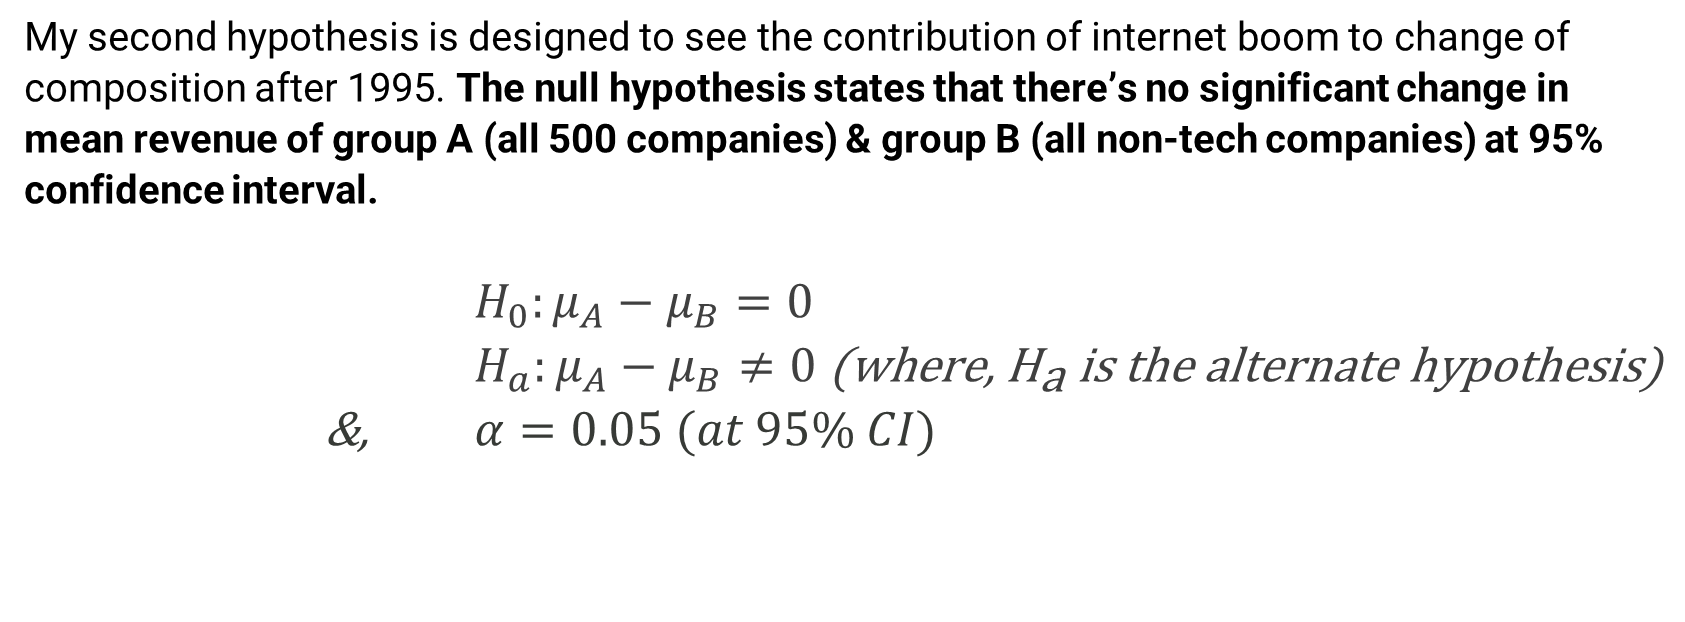 My second hypothesis is designed to see the contribution of internet boom to change of
composition after 1995. The null hypothesis states that there’s no significant change in
mean revenue of group A (all 500 companies) & group B (all non-tech companies) at 95%
confidence interval.
H₀: μ_A − μ_B = 0
Hₐ: μ_A − μ_B ≠ 0 (where, Hₐ is the alternate hypothesis)
&, α = 0.05 (at 95% CI)